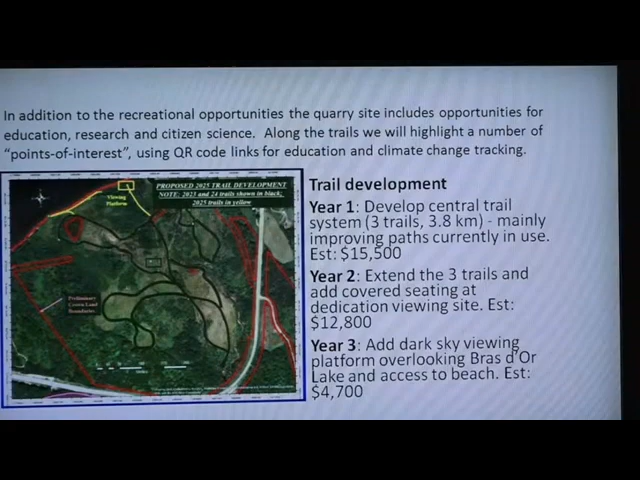 In addition to the recreational opportunities the quarry site includes opportunities for
education, research and citizen science. Along the trails we will highlight a number of
"points-of-interest", using QR code links for education and climate change tracking.
PROPOSED 2025 TRAIL DEVELOPMENT
NOTE: 2023 and 24 trails shown in black;
2025 trails in yellow
Viewing
Platform
Preliminary
Crown Land
Boundaries
Trail development
Year 1: Develop central trail
system (3 trails, 3.8 km) - mainly
improving paths currently in use.
Est: $15,500
Year 2: Extend the 3 trails and
add covered seating at
dedication viewing site. Est:
$12,800
Year 3: Add dark sky viewing
platform overlooking Bras d'Or
Lake and access to beach. Est:
$4,700